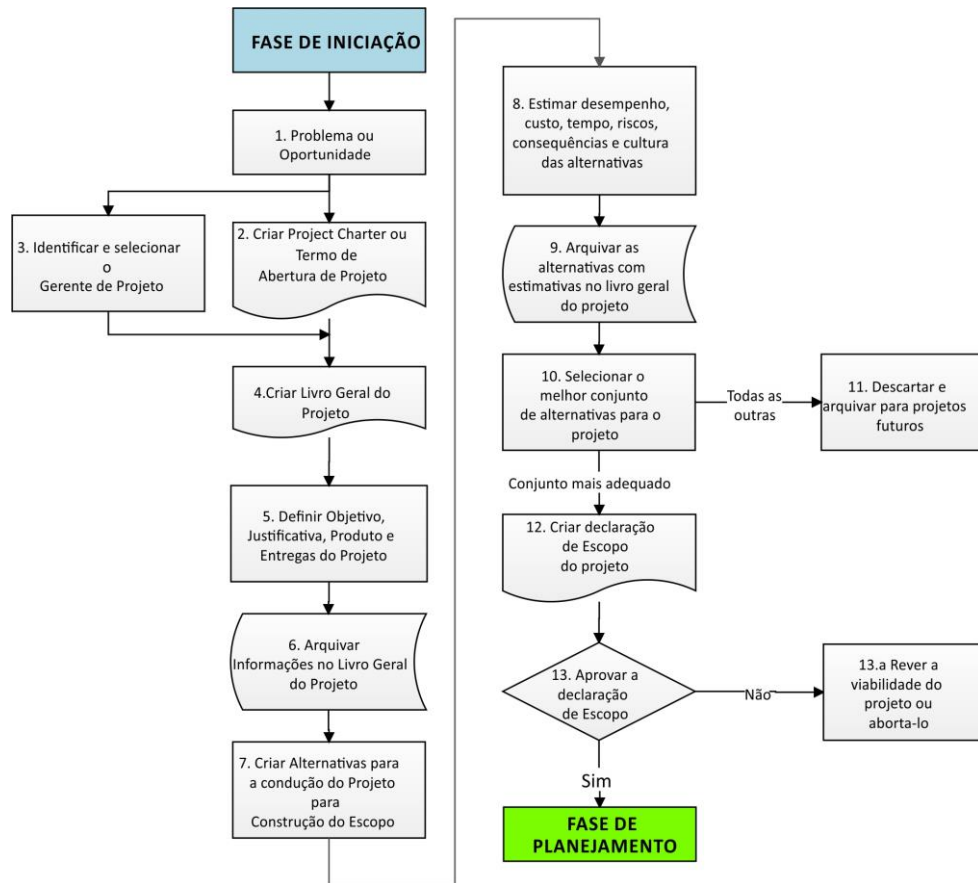 FASE DE INICIAÇÃO
1. Problema ou
Oportunidade
3. Identificar e selecionar
o
Gerente de Projeto
2. Criar Project Charter ou
Termo de
Abertura de Projeto
4.Criar Livro Geral do
Projeto
5. Definir Objetivo,
Justificativa, Produto e
Entregas do Projeto
6. Arquivar
Informações no Livro Geral
do Projeto
7. Criar Alternativas para
a condução do Projeto
para
Construção do Escopo
8. Estimar desempenho,
custo, tempo, riscos,
consequências e cultura
das alternativas
9. Arquivar as
alternativas com
estimativas no livro geral
do projeto
10. Selecionar o
melhor conjunto
de alternativas para o
projeto
Todas as
outras
11. Descartar e
arquivar para projetos
futuros
Conjunto mais adequado
12. Criar declaração
de Escopo
do projeto
13. Aprovar a
declaração
de Escopo
Não
13.a Rever a
viabilidade do
projeto ou
aborta-lo
Sim
FASE DE
PLANEJAMENTO